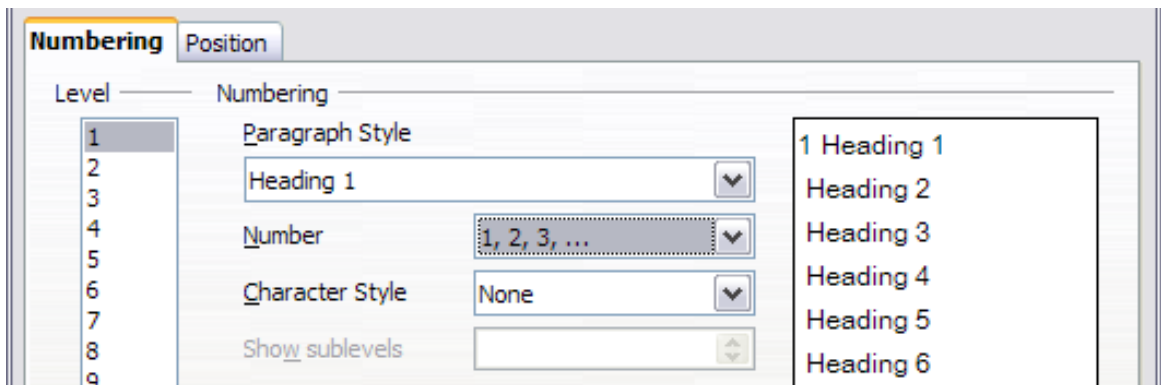 Numbering Position
Level Numbering
1
2
3
4
5
6
7
8
9
Paragraph Style
Heading 1
Number 1, 2, 3, ...
Character Style None
Show sublevels
1 Heading 1
Heading 2
Heading 3
Heading 4
Heading 5
Heading 6